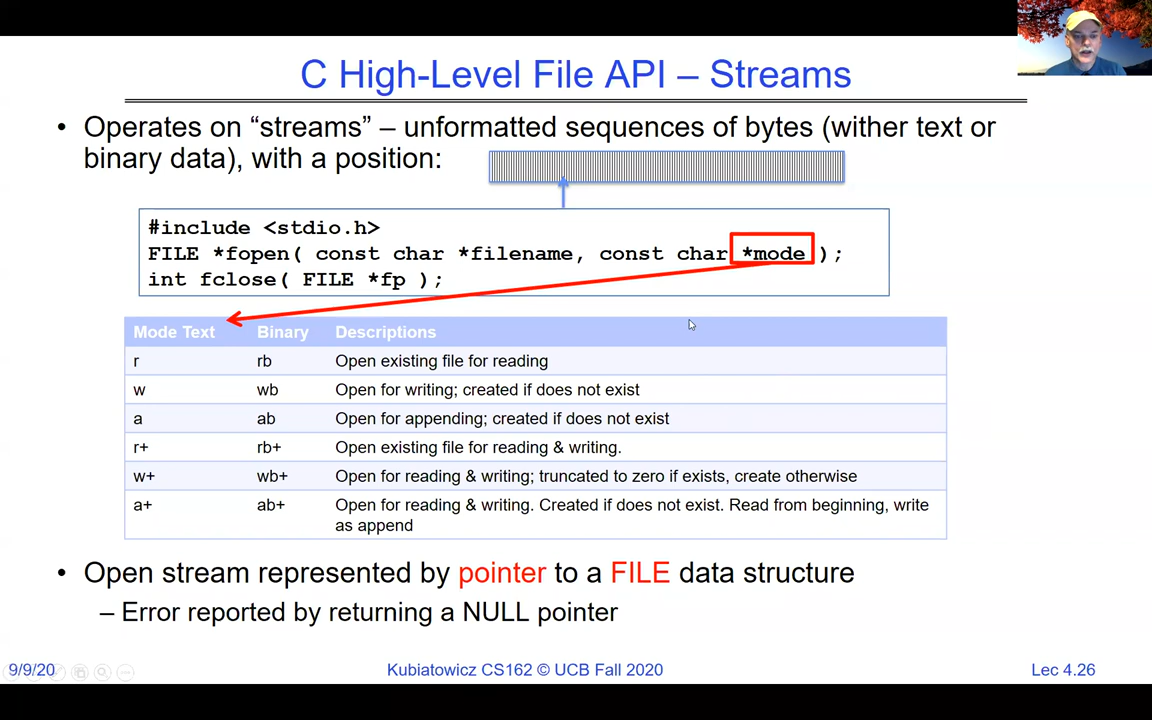 C High-Level File API – Streams
• Operates on “streams” – unformatted sequences of bytes (wither text or
binary data), with a position:
#include <stdio.h>
FILE *fopen( const char *filename, const char *mode );
int fclose( FILE *fp );
Mode Text Binary Descriptions
r rb Open existing file for reading
w wb Open for writing; created if does not exist
a ab Open for appending; created if does not exist
r+ rb+ Open existing file for reading & writing.
w+ wb+ Open for reading & writing; truncated to zero if exists, create otherwise
a+ ab+ Open for reading & writing. Created if does not exist. Read from beginning, write
as append
• Open stream represented by pointer to a FILE data structure
– Error reported by returning a NULL pointer
9/9/20 Kubiatowicz CS162 © UCB Fall 2020 Lec 4.26